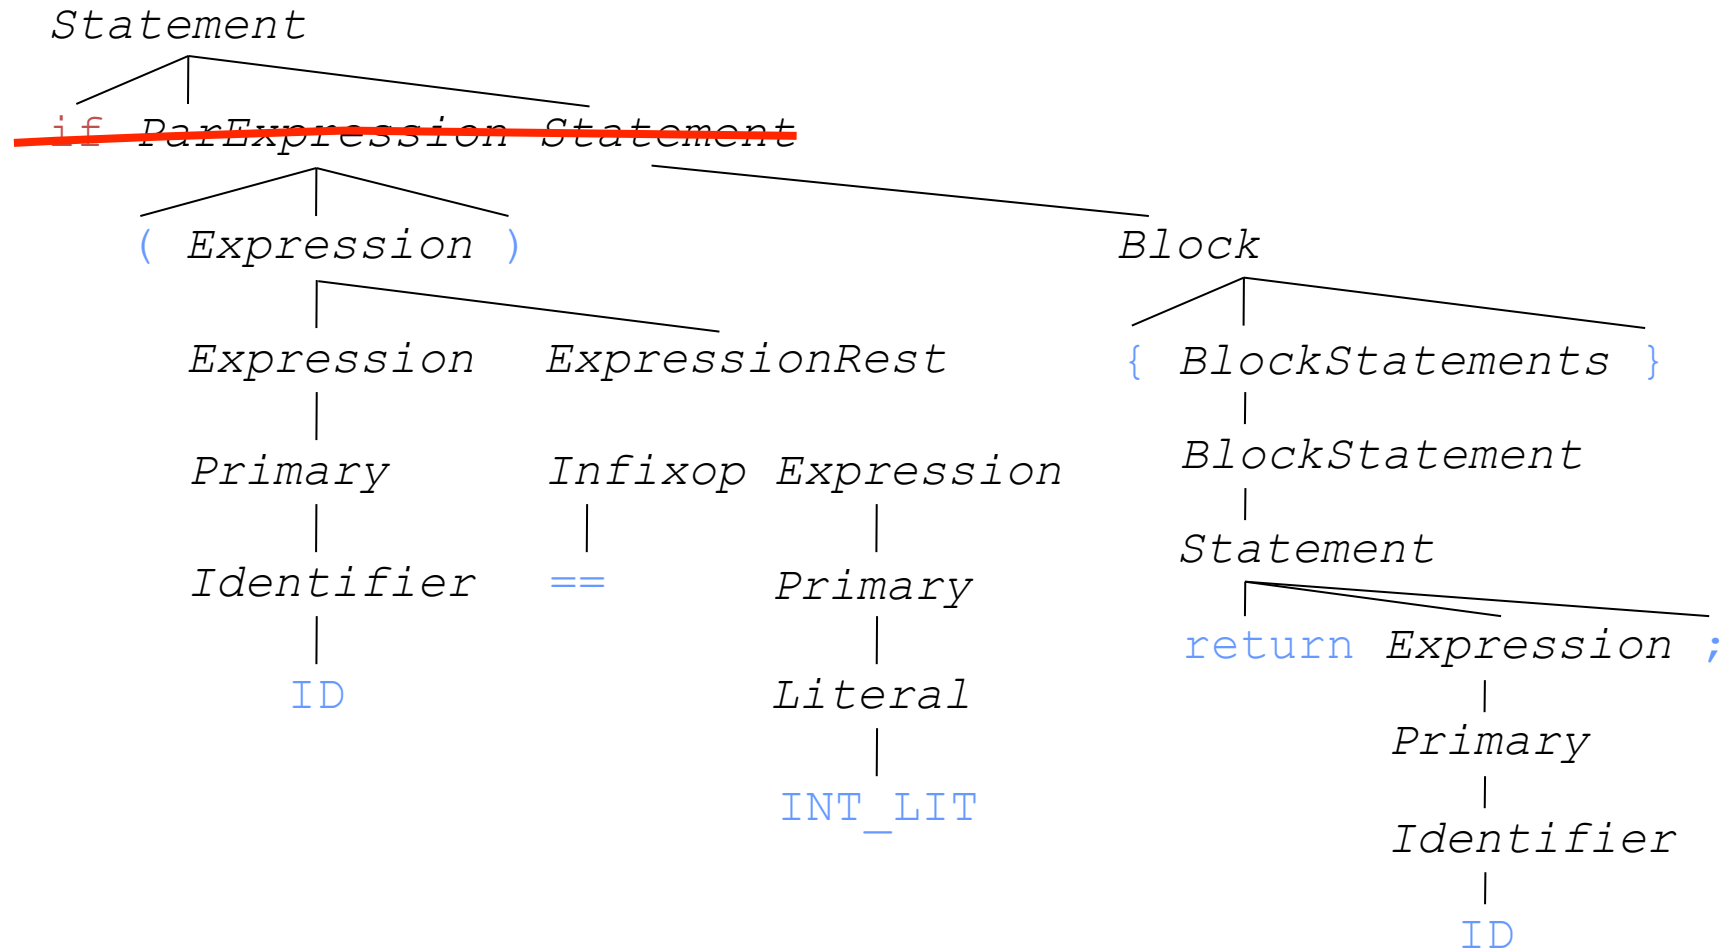 Statement
if ParExpression Statement
( Expression ) Block
Expression ExpressionRest { BlockStatements }
Primary Infixop Expression BlockStatement
Identifier == Primary Statement
ID Literal return Expression ;
INT_LIT Primary
Identifier
ID